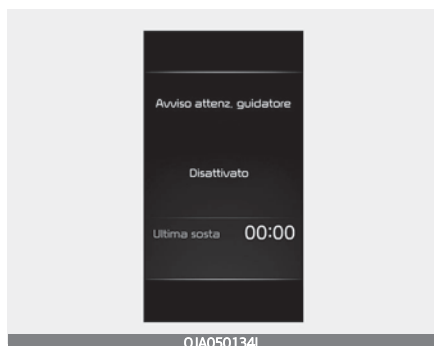 Avviso attenz. guidatore
Disattivato
Ultima sosta 00:00
OJA050134L